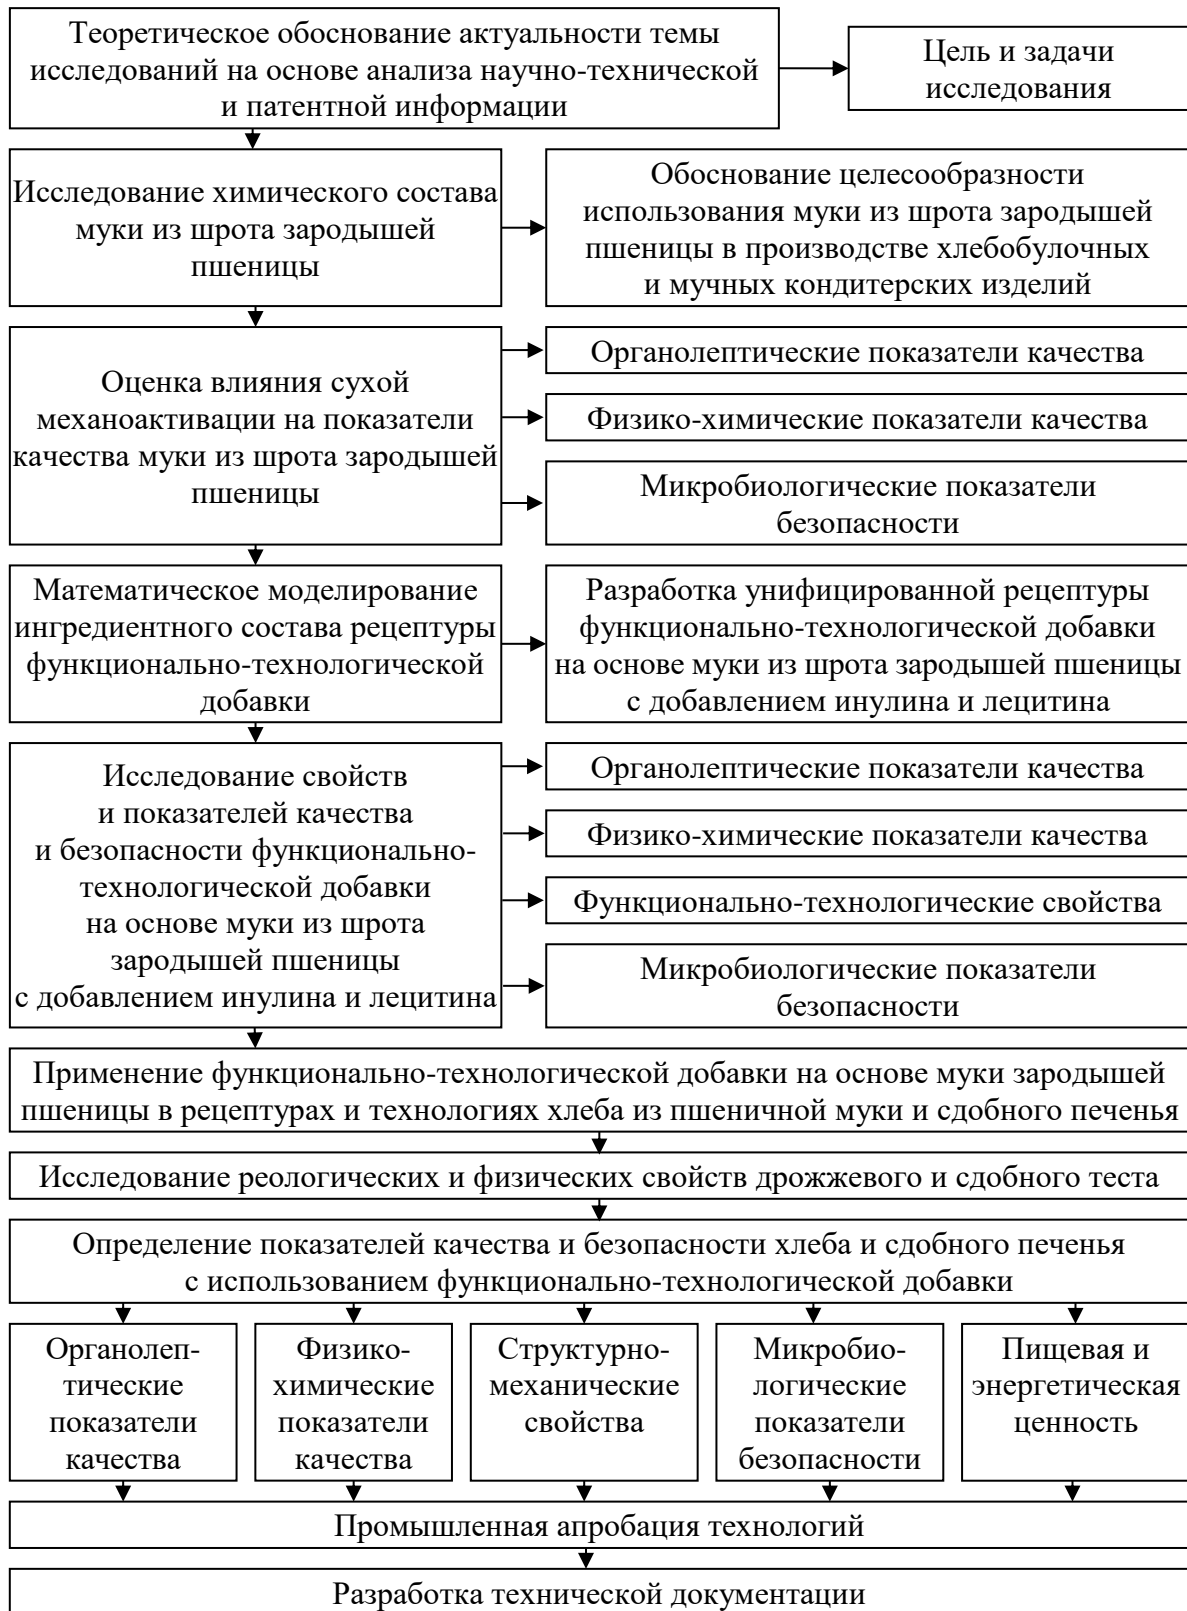 Теоретическое обоснование актуальности темы
исследований на основе анализа научно-технической
и патентной информации
Цель и задачи
исследования
Исследование химического состава
муки из шрота зародышей
пшеницы
Обоснование целесообразности
использования муки из шрота зародышей
пшеницы в производстве хлебобулочных
и мучных кондитерских изделий
Оценка влияния сухой
механоактивации на показатели
качества муки из шрота зародышей
пшеницы
Органолептические показатели качества
Физико-химические показатели качества
Микробиологические показатели
безопасности
Математическое моделирование
ингредиентного состава рецептуры
функционально-технологической
добавки
Разработка унифицированной рецептуры
функционально-технологической добавки
на основе муки из шрота зародышей пшеницы
с добавлением инулина и лецитина
Исследование свойств
и показателей качества
и безопасности функционально-
технологической добавки
на основе муки из шрота
зародышей пшеницы
с добавлением инулина и лецитина
Органолептические показатели качества
Физико-химические показатели качества
Функционально-технологические свойства
Микробиологические показатели
безопасности
Применение функционально-технологической добавки на основе муки зародышей
пшеницы в рецептурах и технологиях хлеба из пшеничной муки и сдобного печенья
Исследование реологических и физических свойств дрожжевого и сдобного теста
Определение показателей качества и безопасности хлеба и сдобного печенья
с использованием функционально-технологической добавки
Органолеп-
тические
показатели
качества
Физико-
химические
показатели
качества
Структурно-
механические
свойства
Микробио-
логические
показатели
безопасности
Пищевая и
энергетическая
ценность
Промышленная апробация технологий
Разработка технической документации